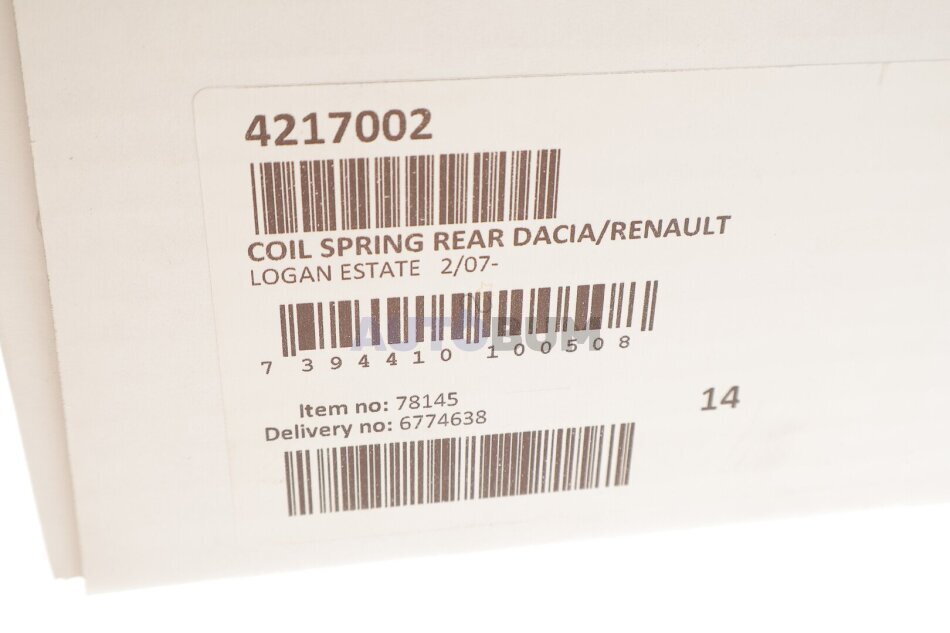 4217002
COIL SPRING REAR DACIA/RENAULT
LOGAN ESTATE 2/07-
AUTOBUM
7 394410 100508
Item no: 78145
14
Delivery no: 6774638